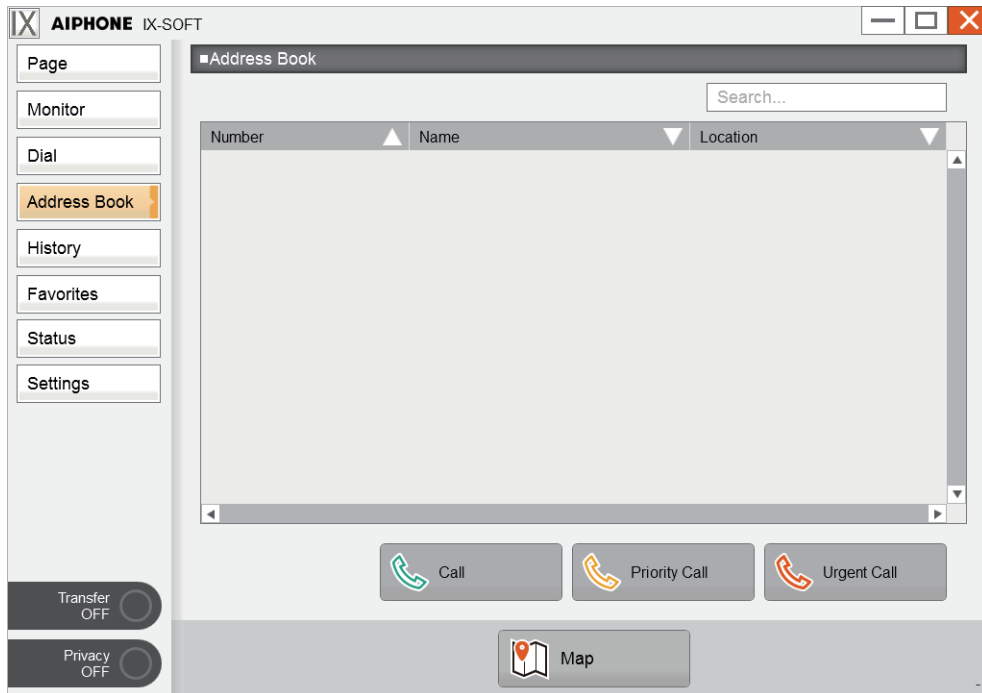 IX AIPHONE IX-SOFT
Page
Monitor
Dial
Address Book
History
Favorites
Status
Settings
Transfer
OFF
Privacy
OFF
■Address Book
Search...
Number Name Location
Call Priority Call Urgent Call
Map
-